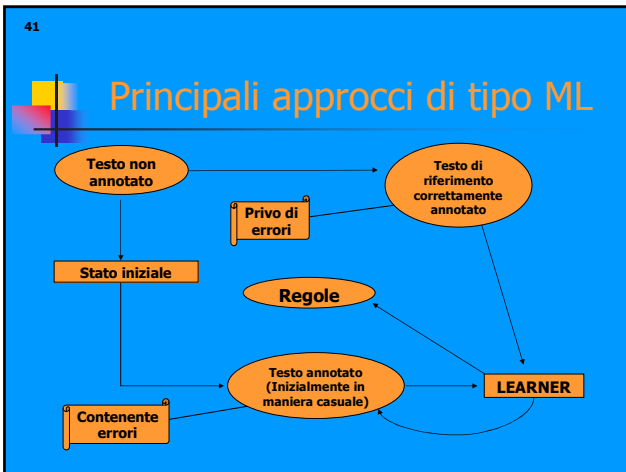 41
Principali approcci di tipo ML
Testo non
annotato
Testo di
riferimento
correttamente
annotato
Privo di
errori
Stato iniziale
Regole
Testo annotato
(Inizialmente in
maniera casuale)
LEARNER
Contenente
errori